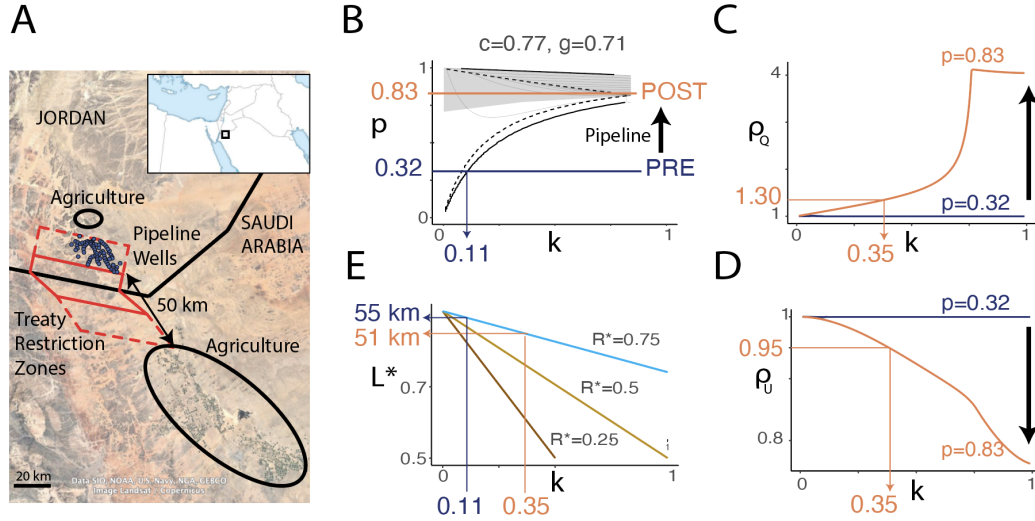 A
JORDAN
Agriculture
SAUDI
ARABIA
Pipeline
Wells
50 km
Treaty
Restriction
Zones
Agriculture
20 km
Data SIO, NOAA, U.S. Navy, NGA, GEBCO
Image Landsat / Copernicus
B
c=0.77, g=0.71
1
0.83
POST
p
Pipeline
0.32
PRE
0
0.11
k
1
C
4
p=0.83
ρQ
1.30
p=0.32
1
0
0.35
k
1
E
55 km
51 km
R*=0.75
L*
0.7
R*=0.5
R*=0.25
0.5
0.11
0.35
k
1
D
p=0.32
1
0.95
ρU
0.8
p=0.83
0
0.35
k
1